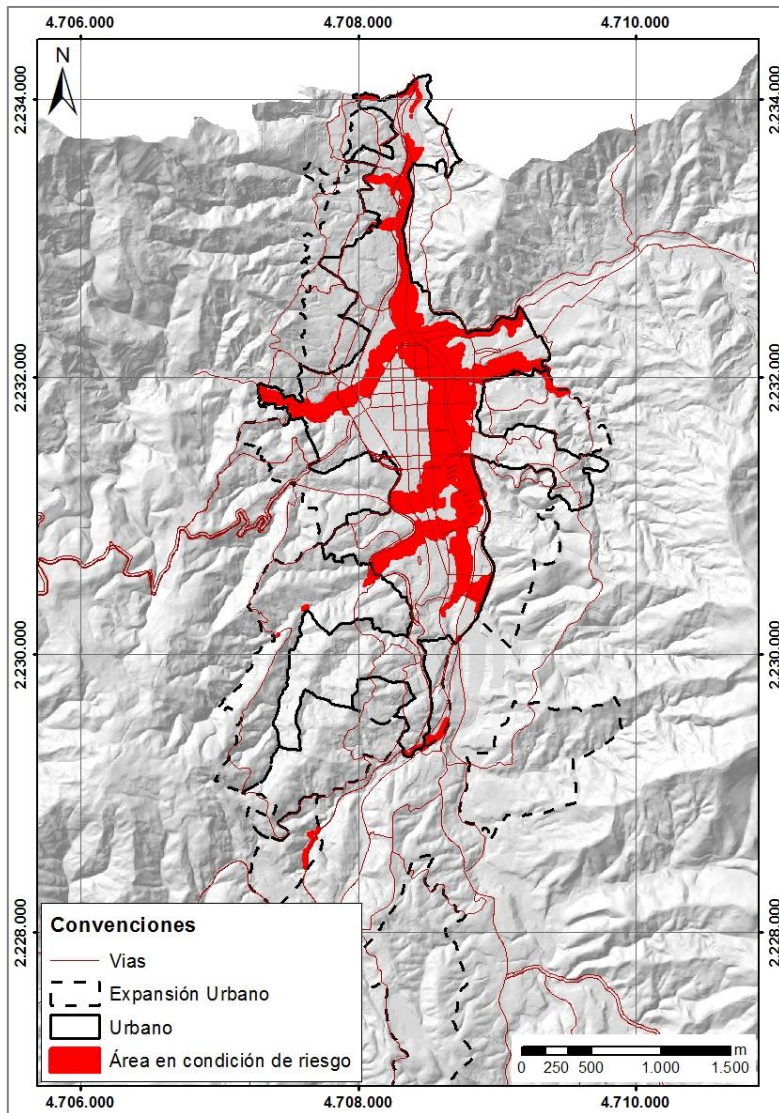 4.706.000 4.708.000 4.710.000
N
2.234.000 2.234.000
2.232.000 2.232.000
2.230.000 2.230.000
2.228.000 2.228.000
Convenciones
Vias
Expansión Urbano
Urbano
Área en condición de riesgo
m
0 250 500 1.000 1.500
4.706.000 4.708.000 4.710.000